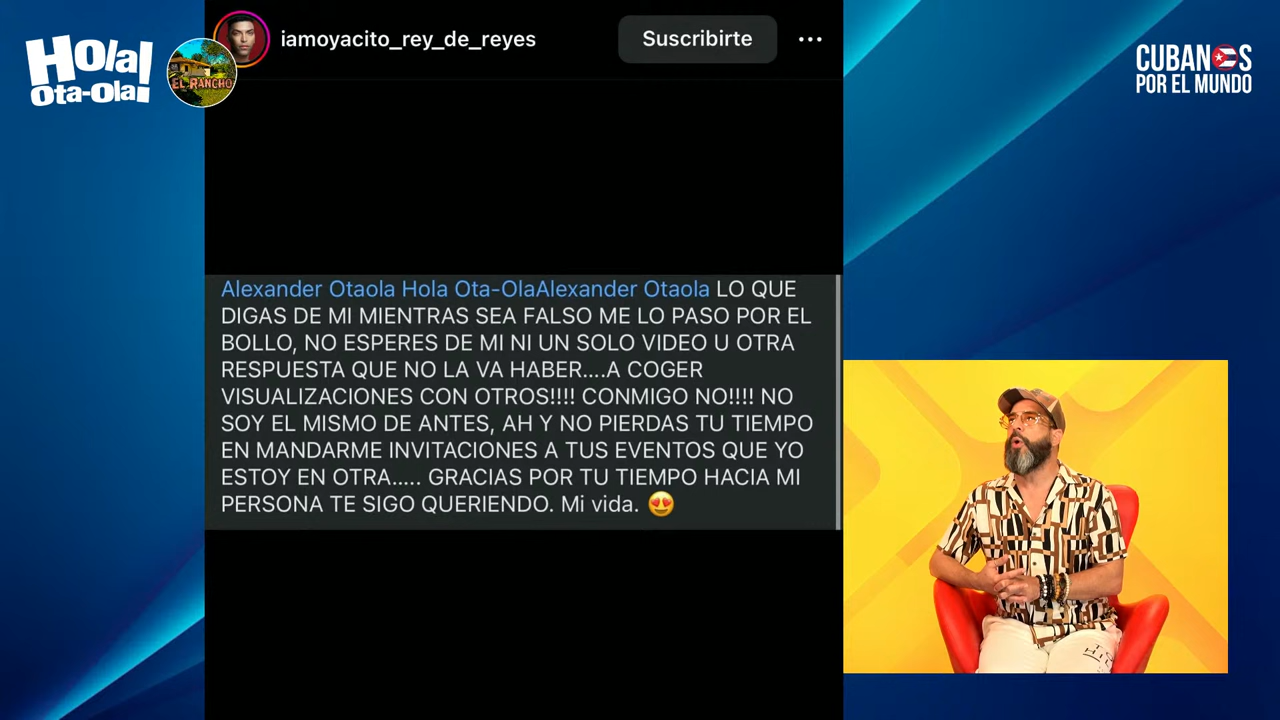 Hola!
Ota-Ola!
EL RANCHO
iamoyacito_rey_de_reyes
Suscribirte
CUBANOS
POR EL MUNDO
Alexander Otaola Hola Ota-OlaAlexander Otaola LO QUE
DIGAS DE MI MIENTRAS SEA FALSO ME LO PASO POR EL
BOLLO, NO ESPERES DE MI NI UN SOLO VIDEO U OTRA
RESPUESTA QUE NO LA VA HABER....A COGER
VISUALIZACIONES CON OTROS!!!! CONMIGO NO!!!! NO
SOY EL MISMO DE ANTES, AH Y NO PIERDAS TU TIEMPO
EN MANDARME INVITACIONES A TUS EVENTOS QUE YO
ESTOY EN OTRA..... GRACIAS POR TU TIEMPO HACIA MI
PERSONA TE SIGO QUERIENDO. Mi vida. 😍